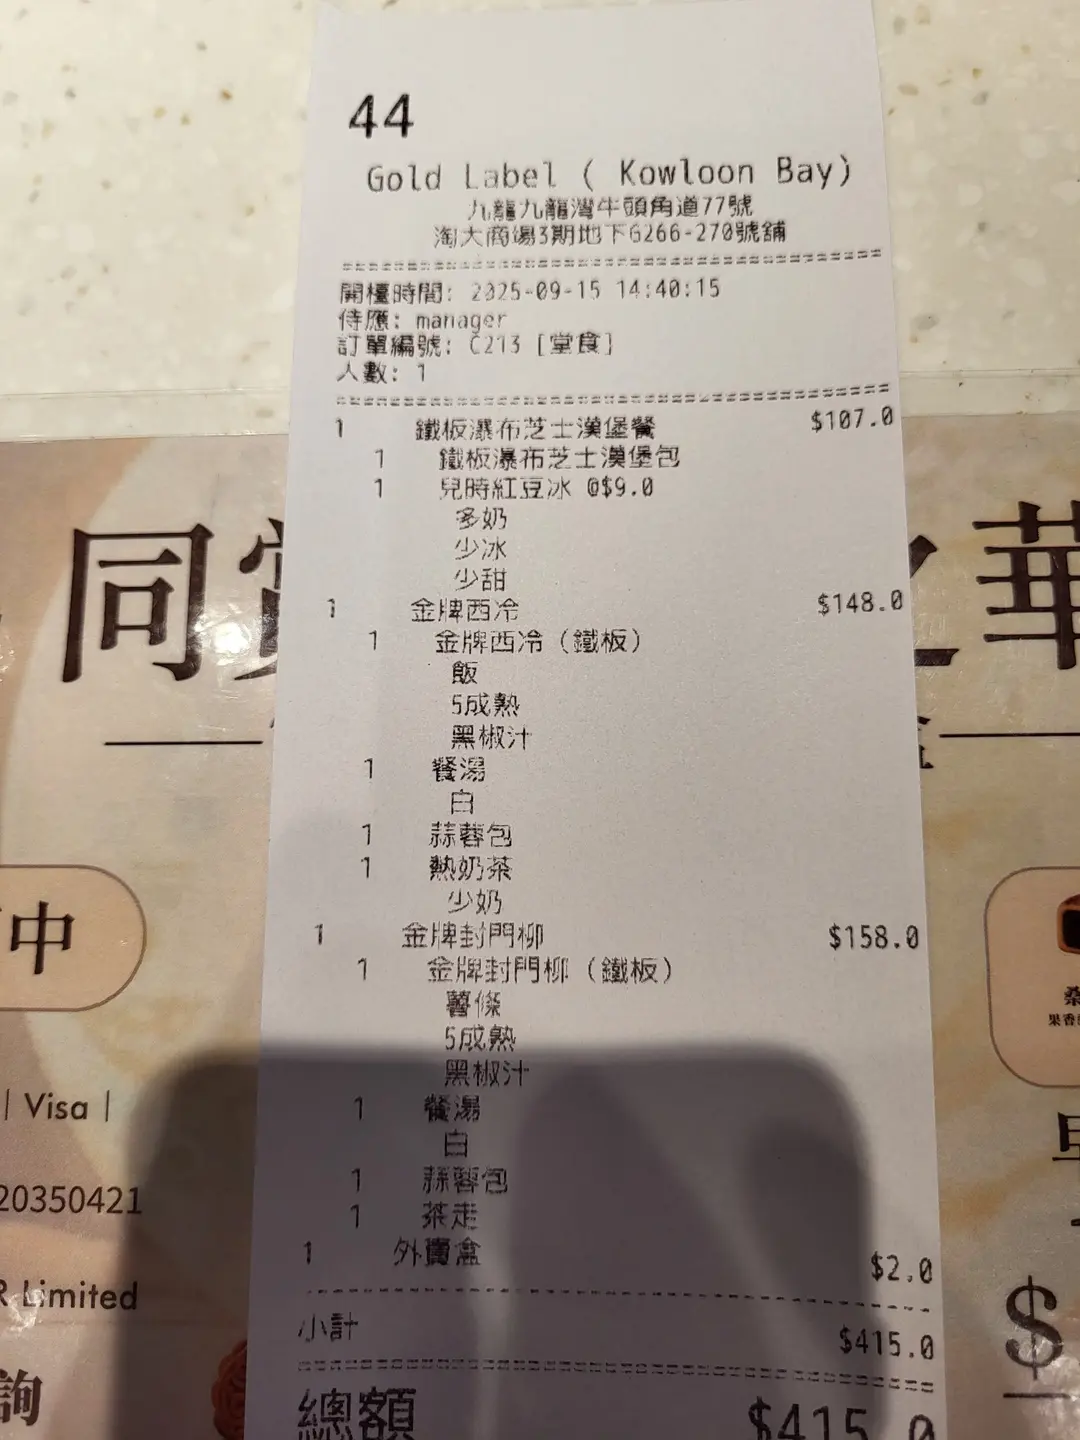 44
Gold Label ( Kowloon Bay)
九龍九龍灣牛頭角道77號
淘大商場3期地下G266-270號舖
開檯時間: 2025-09-15 14:40:15
侍應: manager
訂單編號: C213 [堂食]
人數: 1
1 鐵板瀑布芝士漢堡餐 $107.0
1 鐵板瀑布芝士漢堡包
1 兒時紅豆冰 @$9.0
多奶
少冰
少甜
1 金牌西冷 $148.0
1 金牌西冷 (鐵板)
飯
5成熟
黑椒汁
1 餐湯
白
1 蒜蓉包
1 熱奶茶
少奶
1 金牌封門柳 $158.0
1 金牌封門柳 (鐵板)
薯條
5成熟
黑椒汁
1 餐湯
白
1 蒜蓉包
1 茶走
1 外賣盒 $2.0
小計 $415.0
總額 $415.0
同
華
中
| Visa |
20350421
R Limited
詢
果香
$